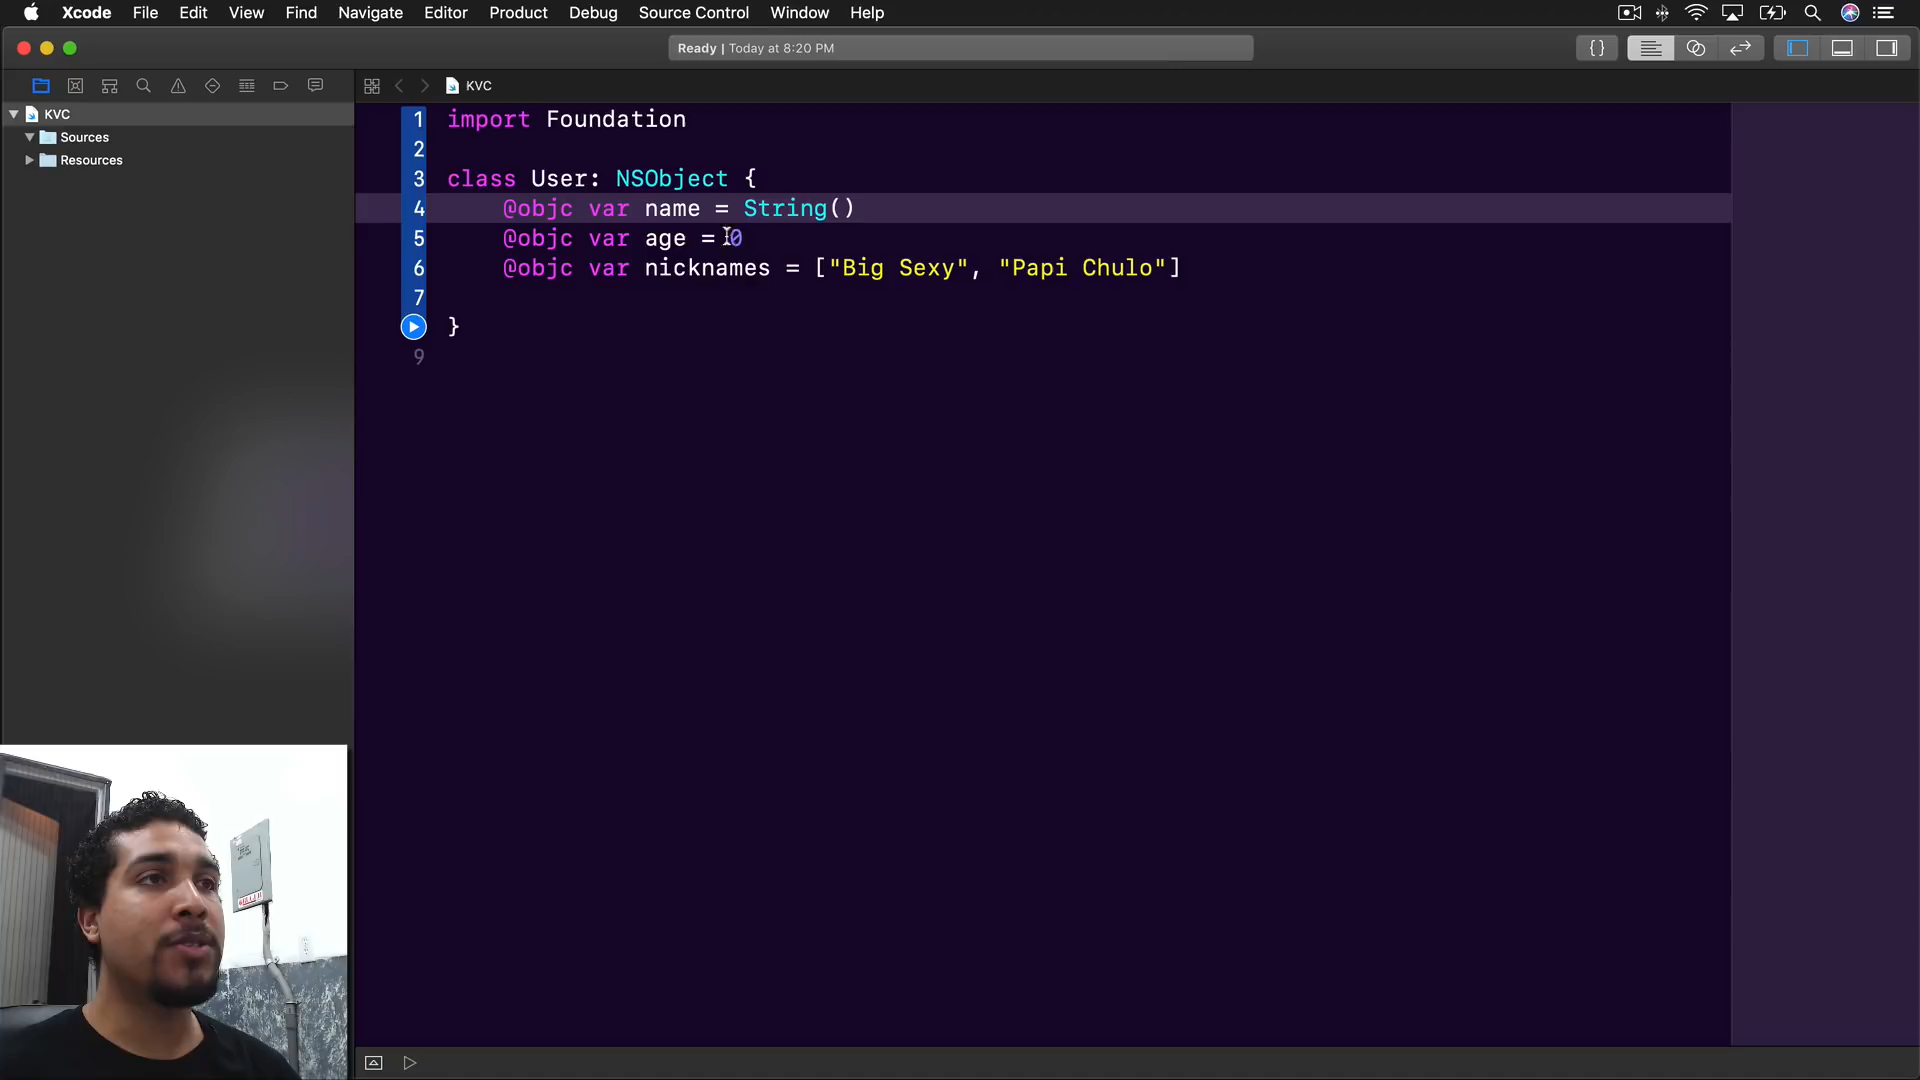 Xcode File Edit View Find Navigate Editor Product Debug Source Control Window Help
Ready | Today at 8:20 PM
{}
KVC
KVC
Sources
Resources
1 import Foundation
2
3 class User: NSObject {
4 @objc var name = String()
5 @objc var age = 0
6 @objc var nicknames = ["Big Sexy", "Papi Chulo"]
7
}
9